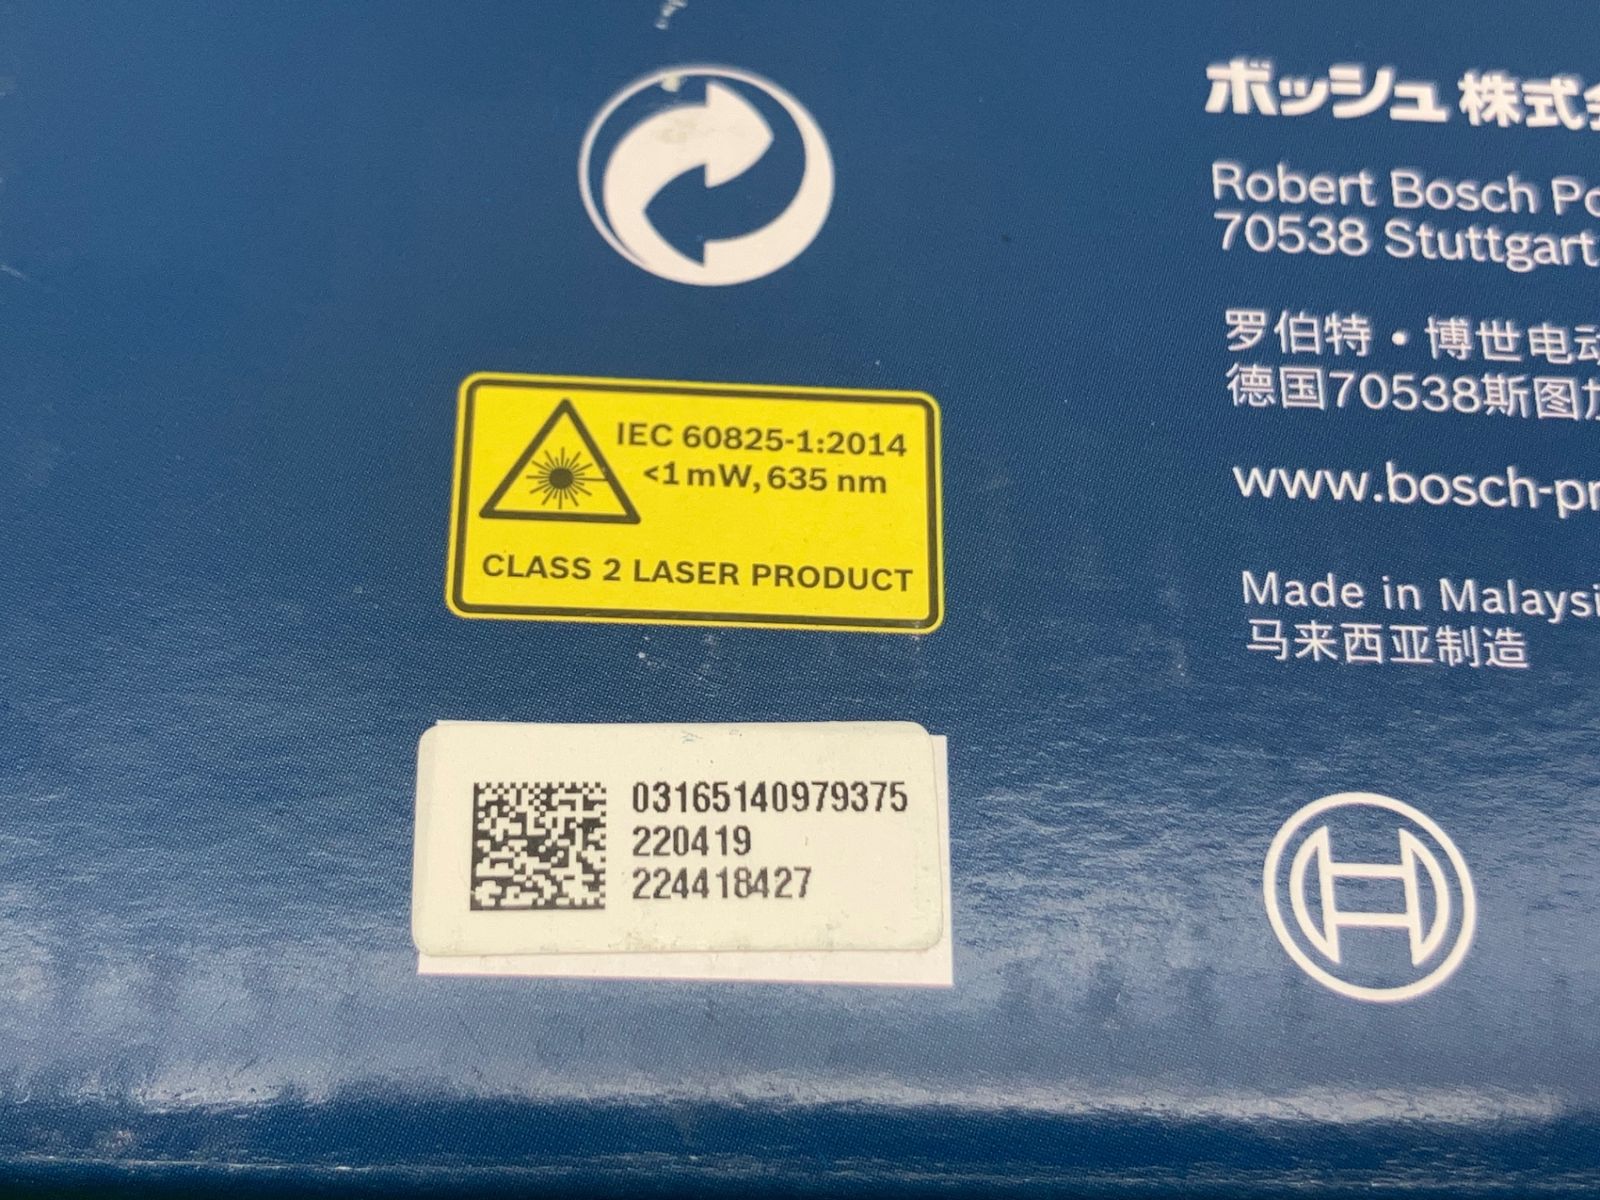 ボッシュ 株式
Robert Bosch
70538 Stuttgart
罗伯特・博世电
德国70538斯图
www.bosch-pr
Made in Malaysi
马来西亚制造
IEC 60825-1:2014
<1 mW, 635 nm
CLASS 2 LASER PRODUCT
03165140979375
220419
224418427